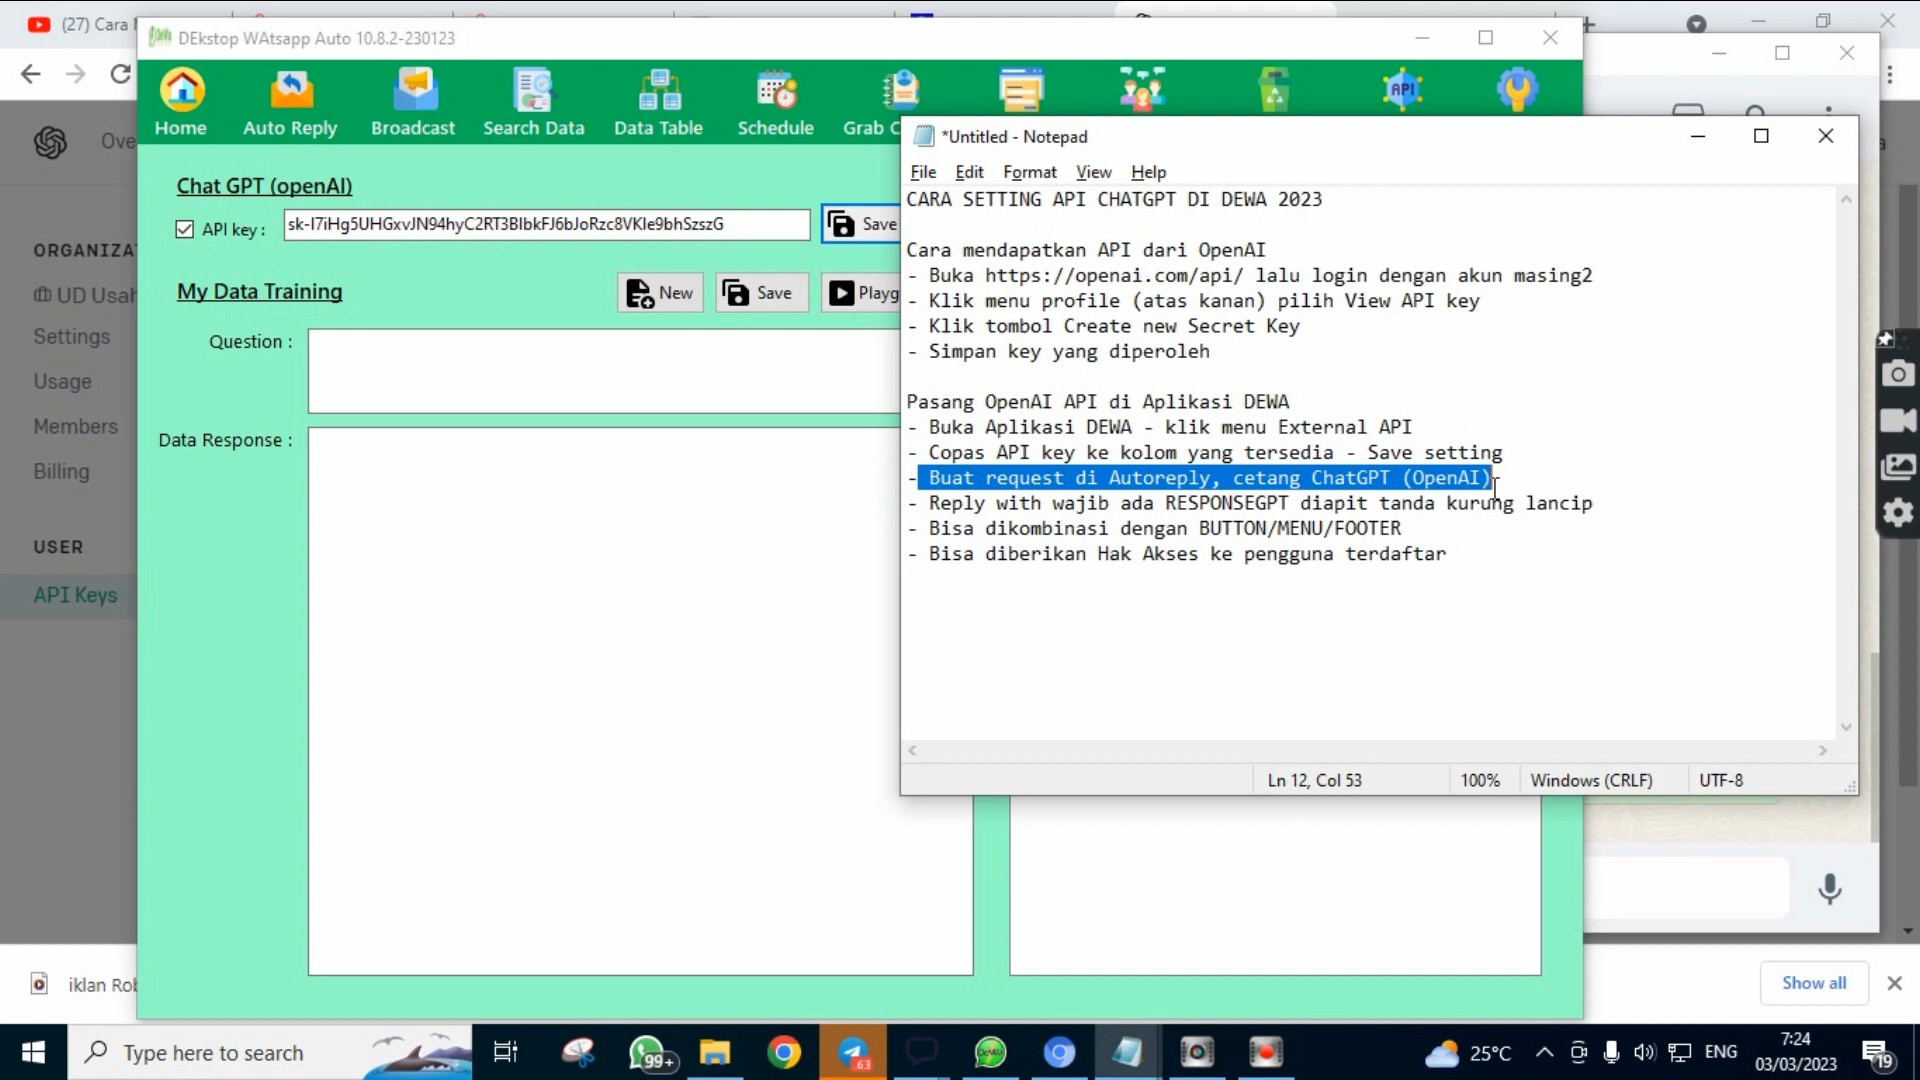 (27) Cara
DEkstop WAtsapp Auto 10.8.2-230123
Home
Auto Reply
Broadcast
Search Data
Data Table
Schedule
Grab C
API
Ove
*Untitled - Notepad
File Edit Format View Help
Chat GPT (openAI)
API key :
Save
My Data Training
New
Save
Playg
Question :
Data Response :
CARA SETTING API CHATGPT DI DEWA 2023
Cara mendapatkan API dari OpenAI
- Buka https://openai.com/api/ lalu login dengan akun masing2
- Klik menu profile (atas kanan) pilih View API key
- Klik tombol Create new Secret Key
- Simpan key yang diperoleh
Pasang OpenAI API di Aplikasi DEWA
- Buka Aplikasi DEWA - klik menu External API
- Copas API key ke kolom yang tersedia - Save setting
- Buat request di Autoreply, cetang ChatGPT (OpenAI)
- Reply with wajib ada RESPONSEGPT diapit tanda kurung lancip
- Bisa dikombinasi dengan BUTTON/MENU/FOOTER
- Bisa diberikan Hak Akses ke pengguna terdaftar
Ln 12, Col 53
100%
Windows (CRLF)
UTF-8
ORGANIZA
UD Usah
Settings
Usage
Members
Billing
USER
API Keys
iklan Rob
Show all
Type here to search
99+
63
DeWA
25°C
ENG
7:24
03/03/2023
19